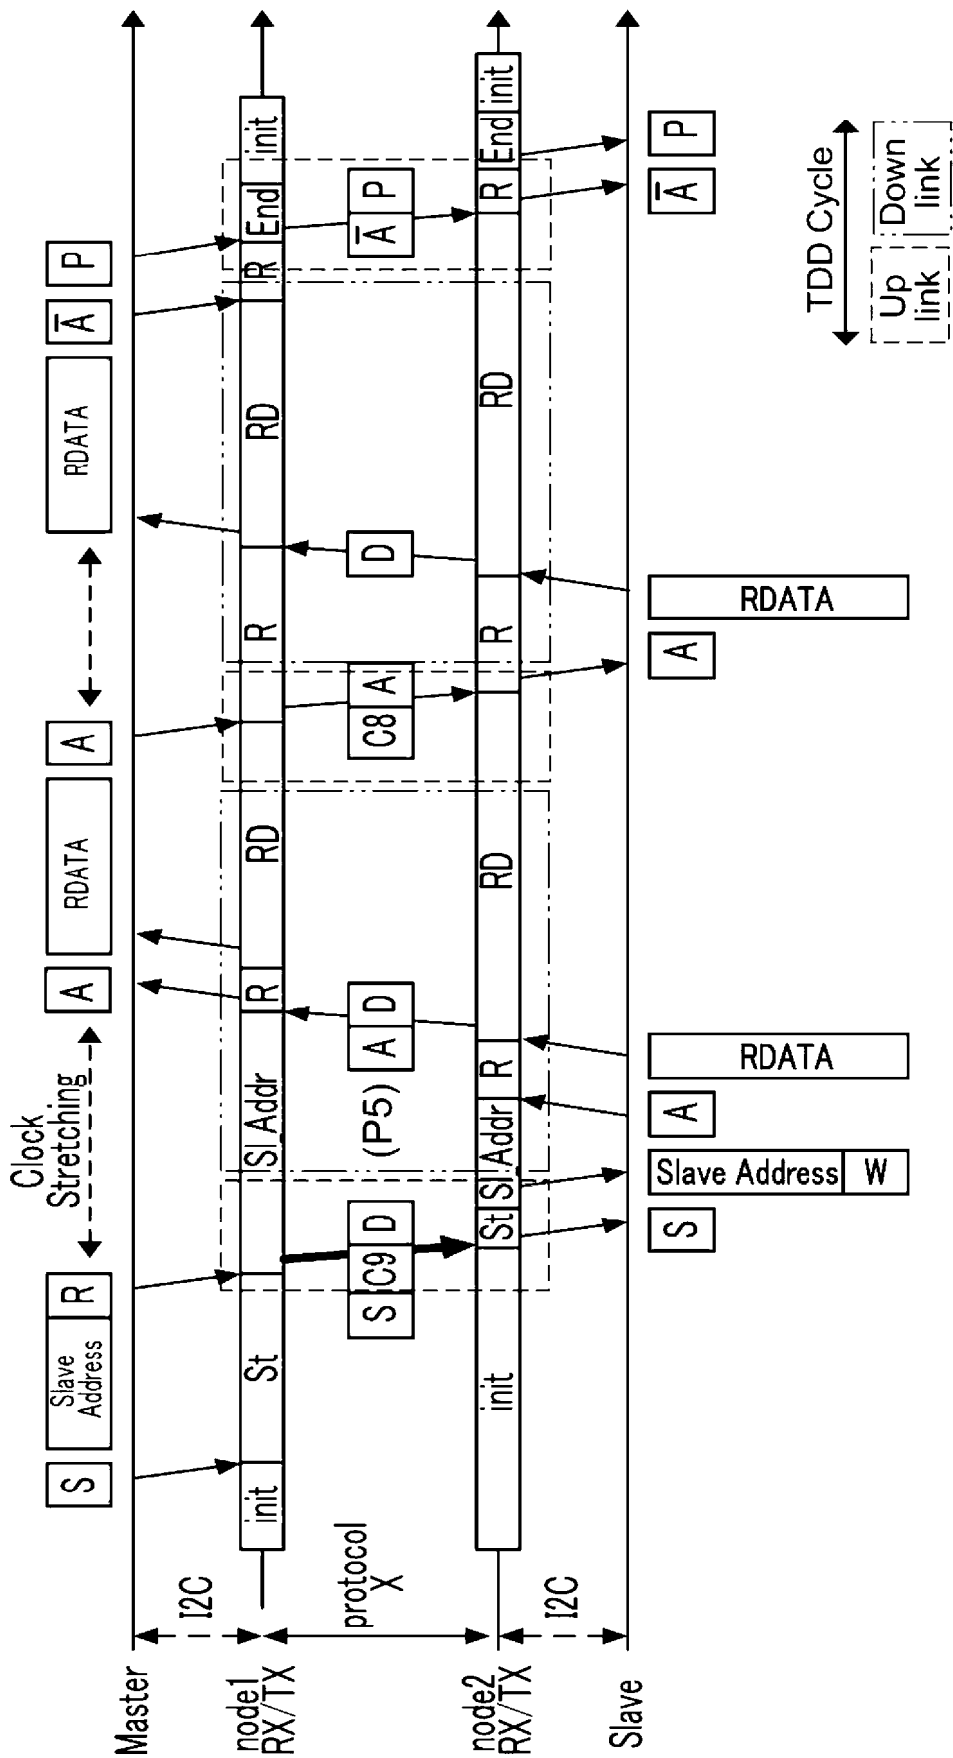 Master
S
Slave
Address
R
Clock
Stretching
A
RDATA
A
RDATA
A̅
P
I2C
node1
RX/TX
init
St
Sl_Addr
R
RD
R
RD
R
End
init
protocol
X
S
C9
D
(P5)
A
D
C8
A
D
A̅
P
node2
RX/TX
init
St
Sl_Addr
R
RD
R
RD
R
End
init
I2C
Slave
S
Slave Address
W
A
RDATA
A
RDATA
A̅
P
TDD Cycle
Up
link
Down
link